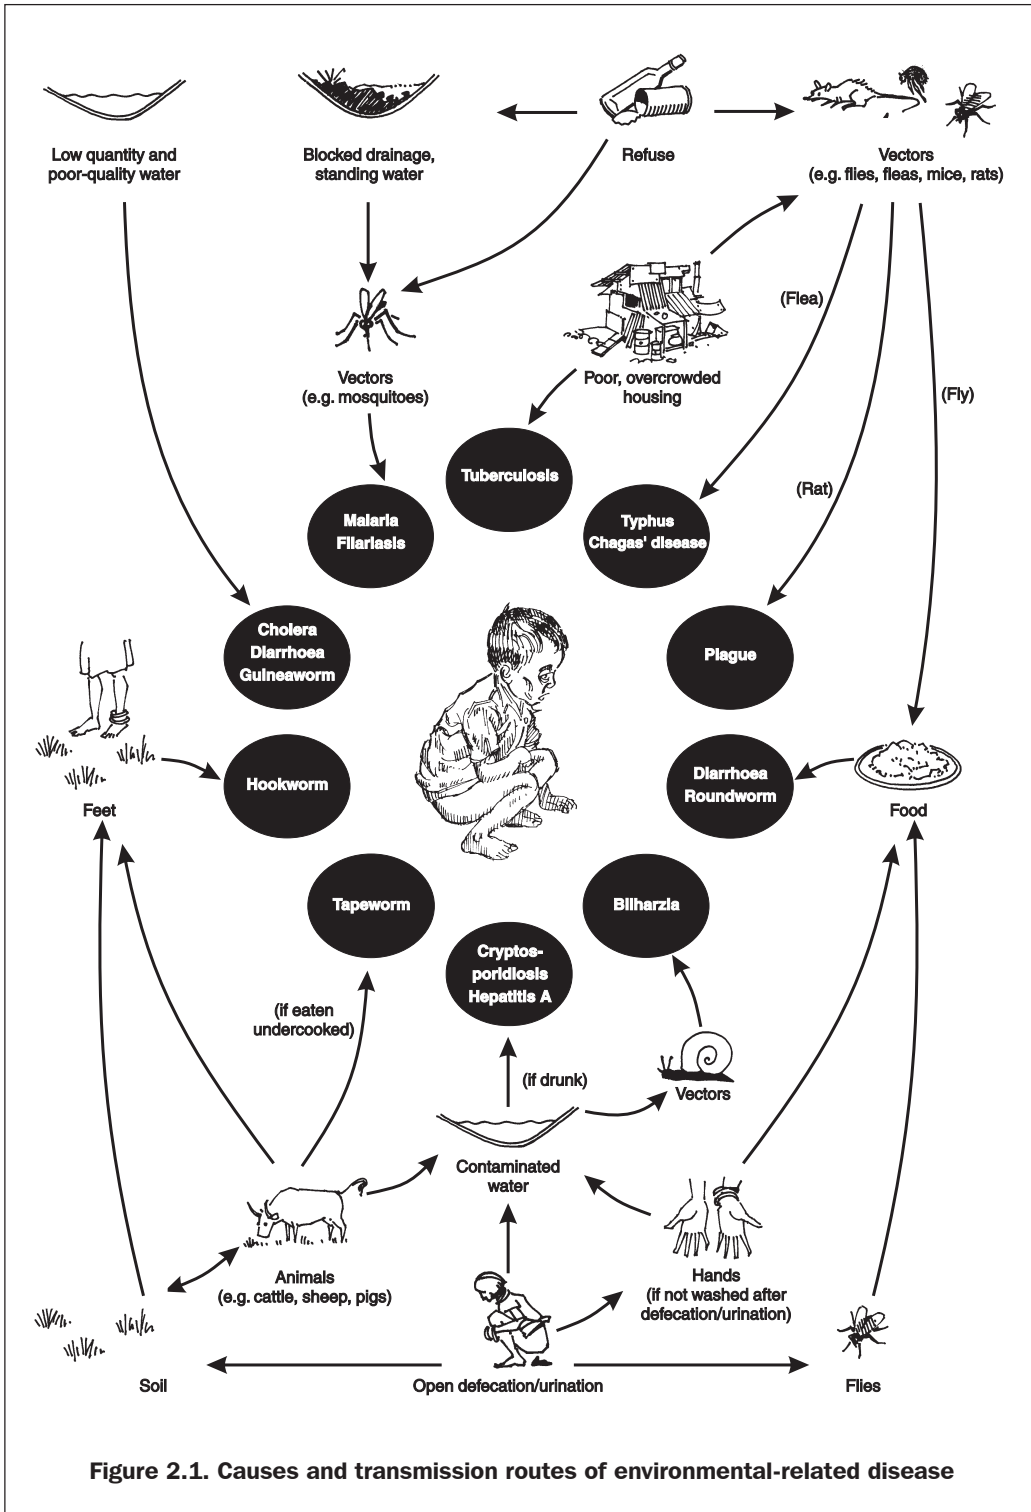 Low quantity and
poor-quality water
Blocked drainage,
standing water
Refuse
Vectors
(e.g. flies, fleas, mice, rats)
(Flea)
Vectors
(e.g. mosquitoes)
Poor, overcrowded
housing
(Fly)
(Rat)
Tuberculosis
Malaria
Filariasis
Typhus
Chagas' disease
Cholera
Diarrhoea
Guineaworm
Plague
Hookworm
Diarrhoea
Roundworm
Feet
Food
Tapeworm
Bilharzia
Cryptos-
poridiosis
Hepatitis A
(if eaten
undercooked)
(if drunk)
Vectors
Contaminated
water
Animals
(e.g. cattle, sheep, pigs)
Hands
(if not washed after
defecation/urination)
Soil
Open defecation/urination
Flies
Figure 2.1. Causes and transmission routes of environmental-related disease